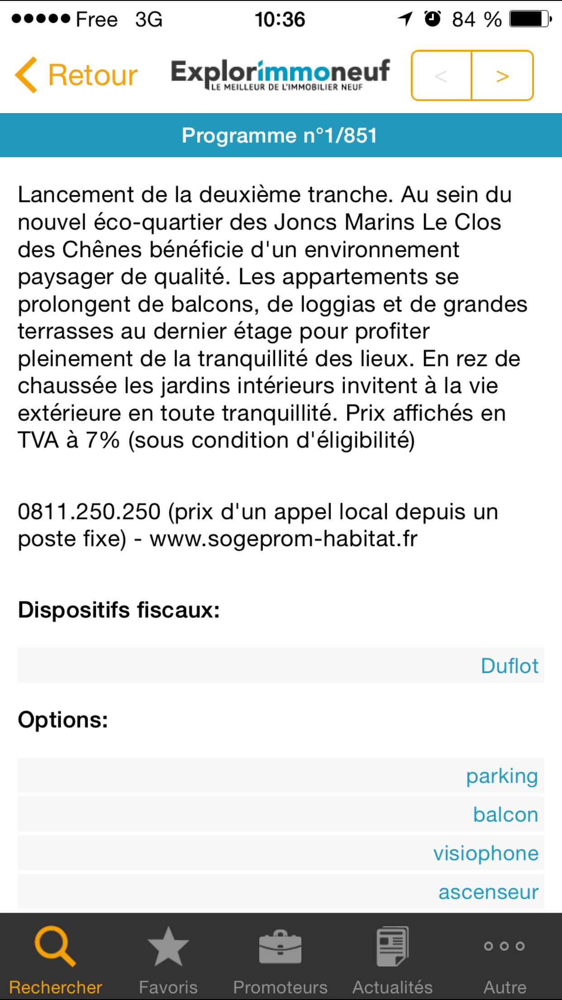 Free 3G 10:36 84 %
Retour Explorimmoneuf < >
LE MEILLEUR DE L'IMMOBILIER NEUF
Programme n°1/851
Lancement de la deuxième tranche. Au sein du
nouvel éco-quartier des Joncs Marins Le Clos
des Chênes bénéficie d'un environnement
paysager de qualité. Les appartements se
prolongent de balcons, de loggias et de grandes
terrasses au dernier étage pour profiter
pleinement de la tranquillité des lieux. En rez de
chaussée les jardins intérieurs invitent à la vie
extérieure en toute tranquillité. Prix affichés en
TVA à 7% (sous condition d'éligibilité)
0811.250.250 (prix d'un appel local depuis un
poste fixe) - www.sogeprom-habitat.fr
Dispositifs fiscaux:
Duflot
Options:
parking
balcon
visiophone
ascenseur
Rechercher Favoris Promoteurs Actualités Autre